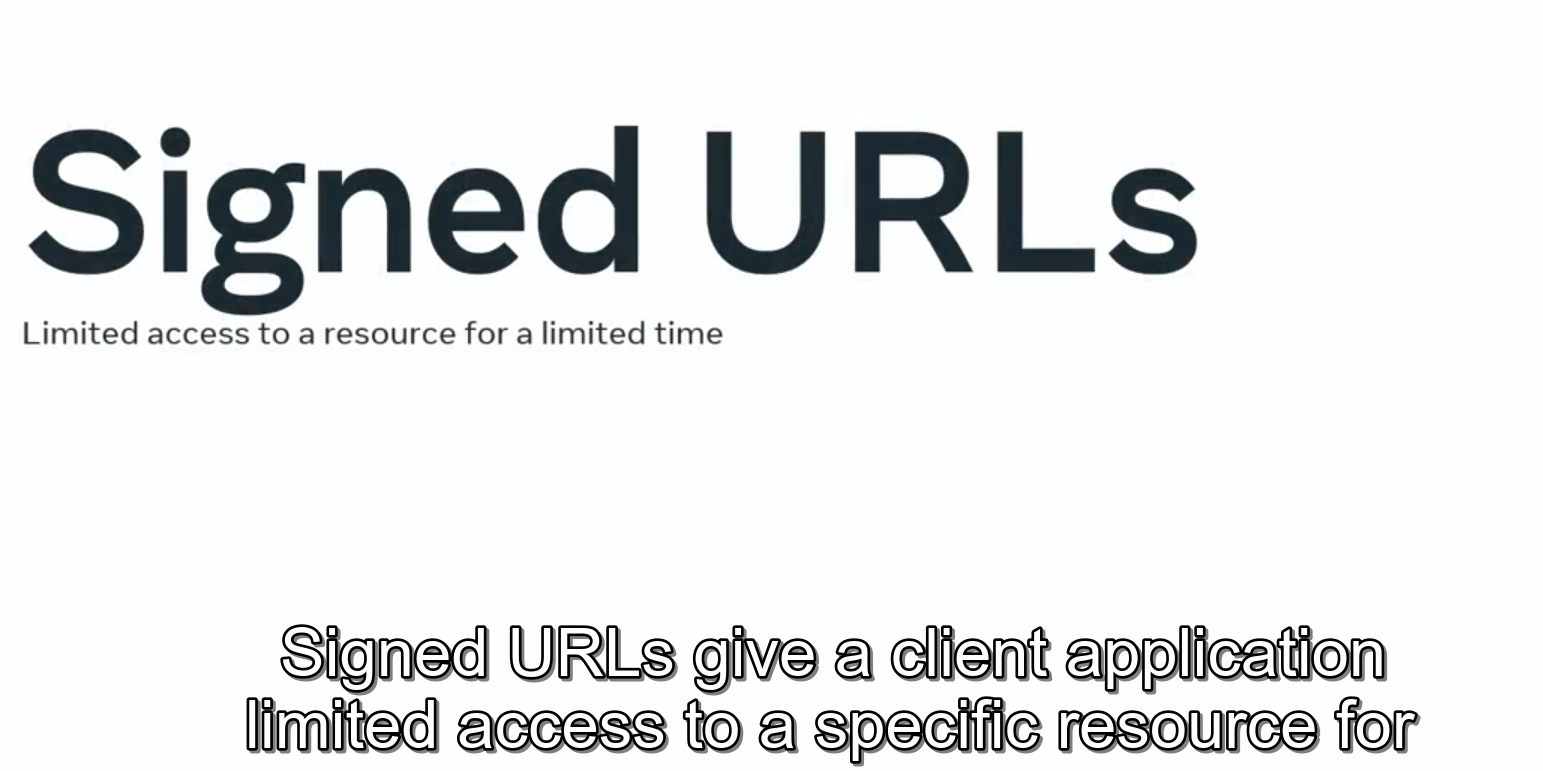 Signed URLs
Limited access to a resource for a limited time
Signed URLs give a client application
limited access to a specific resource for